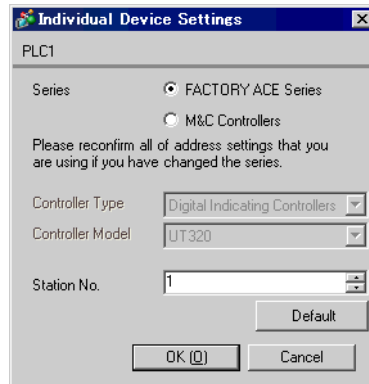 Individual Device Settings
PLC1
Series
FACTORY ACE Series
M&C Controllers
Please reconfirm all of address settings that you
are using if you have changed the series.
Controller Type
Digital Indicating Controllers
Controller Model
UT320
Station No.
1
Default
OK (O)
Cancel